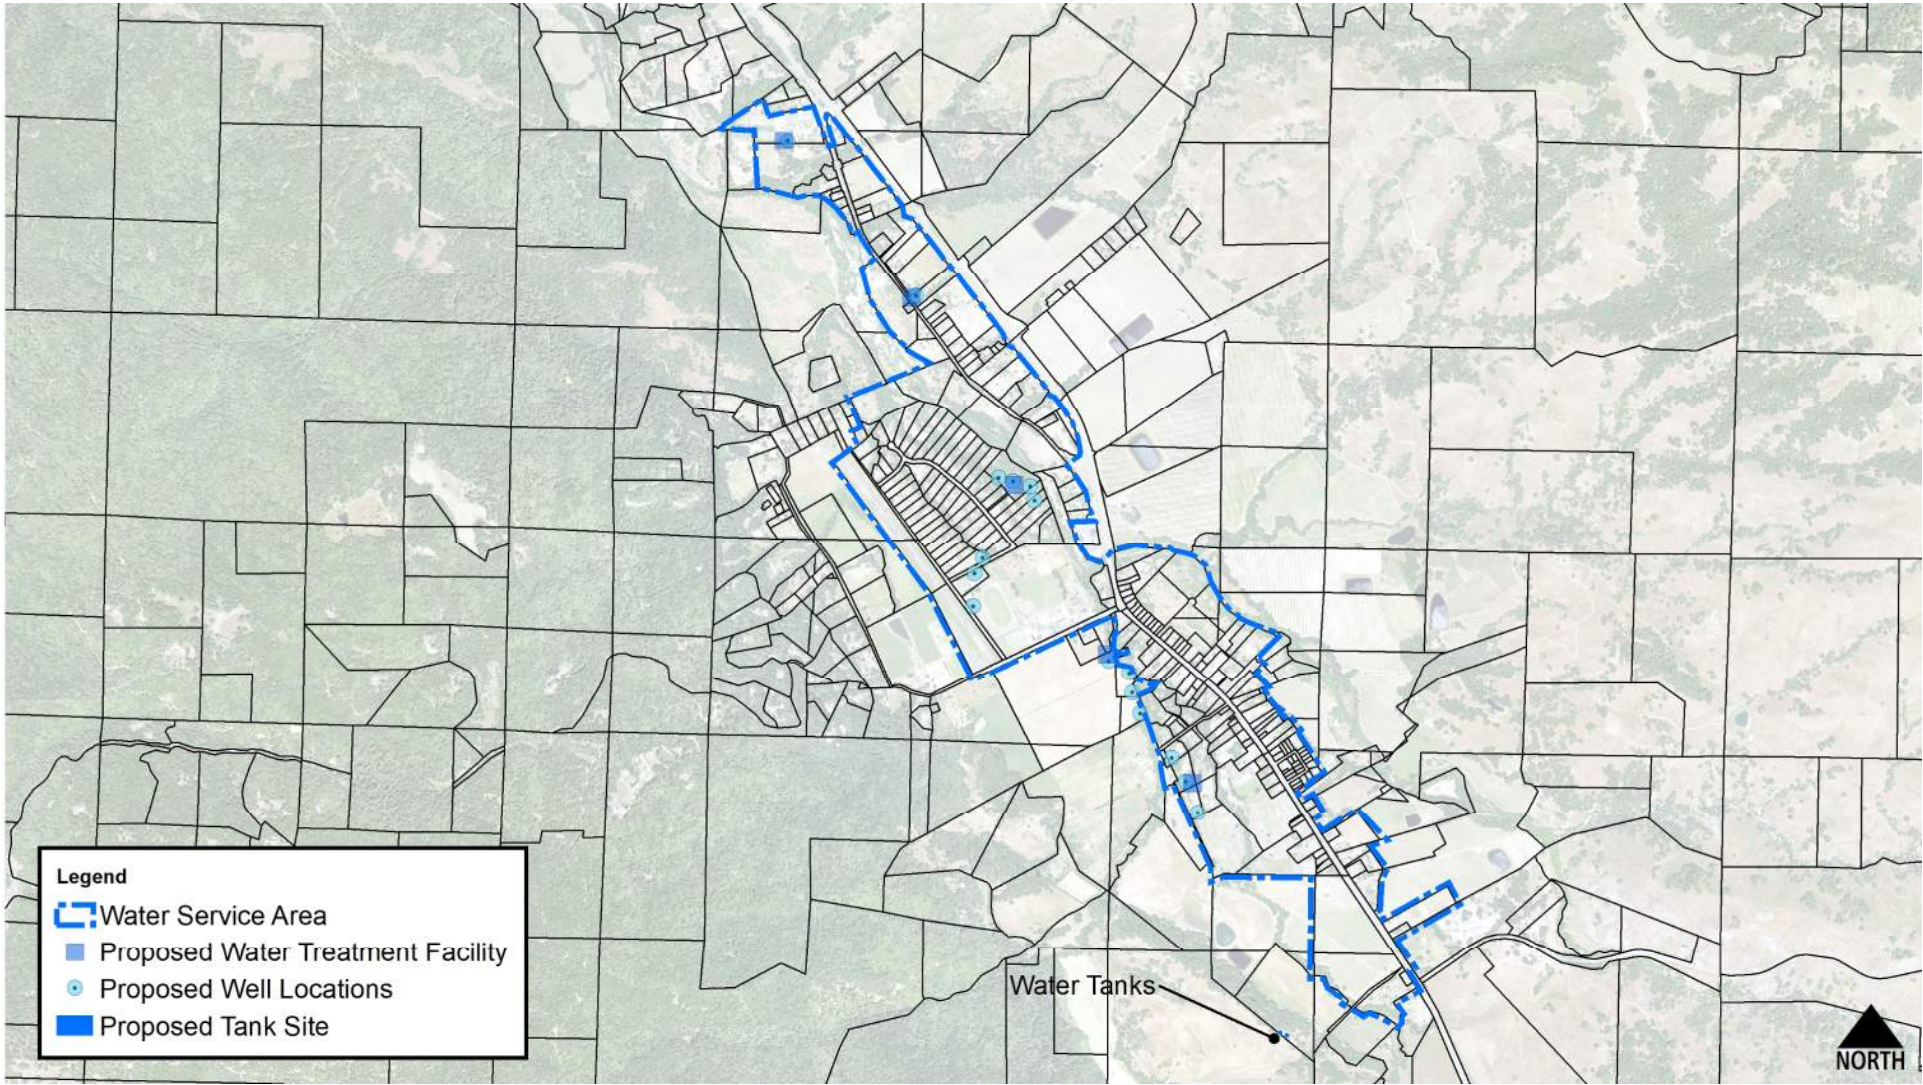 Legend
Water Service Area
Proposed Water Treatment Facility
Proposed Well Locations
Proposed Tank Site
Water Tanks
NORTH